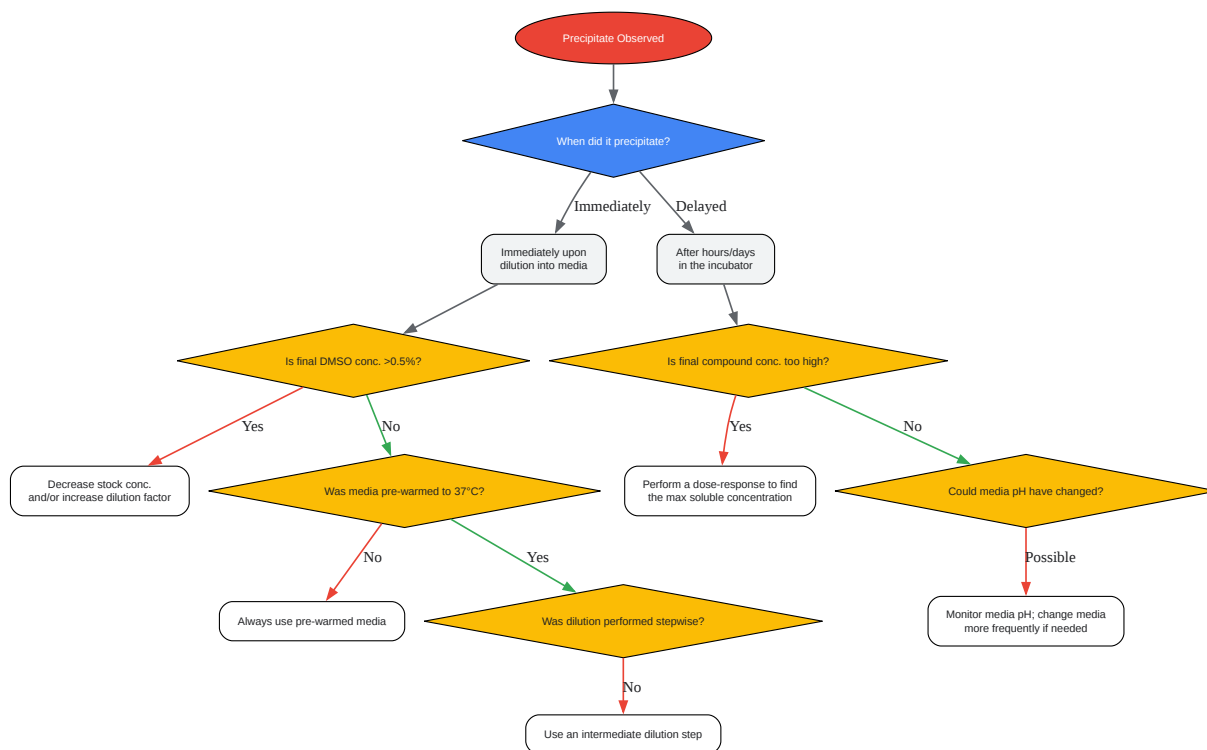 Precipitate Observed
When did it precipitate?
Immediately
Delayed
Immediately upon
dilution into media
After hours/days
in the incubator
Is final DMSO conc. >0.5%?
Is final compound conc. too high?
Yes
No
Yes
No
Decrease stock conc.
and/or increase dilution factor
Was media pre-warmed to 37°C?
Perform a dose-response to find
the max soluble concentration
Could media pH have changed?
No
Yes
Possible
Always use pre-warmed media
Was dilution performed stepwise?
Monitor media pH; change media
more frequently if needed
No
Use an intermediate dilution step